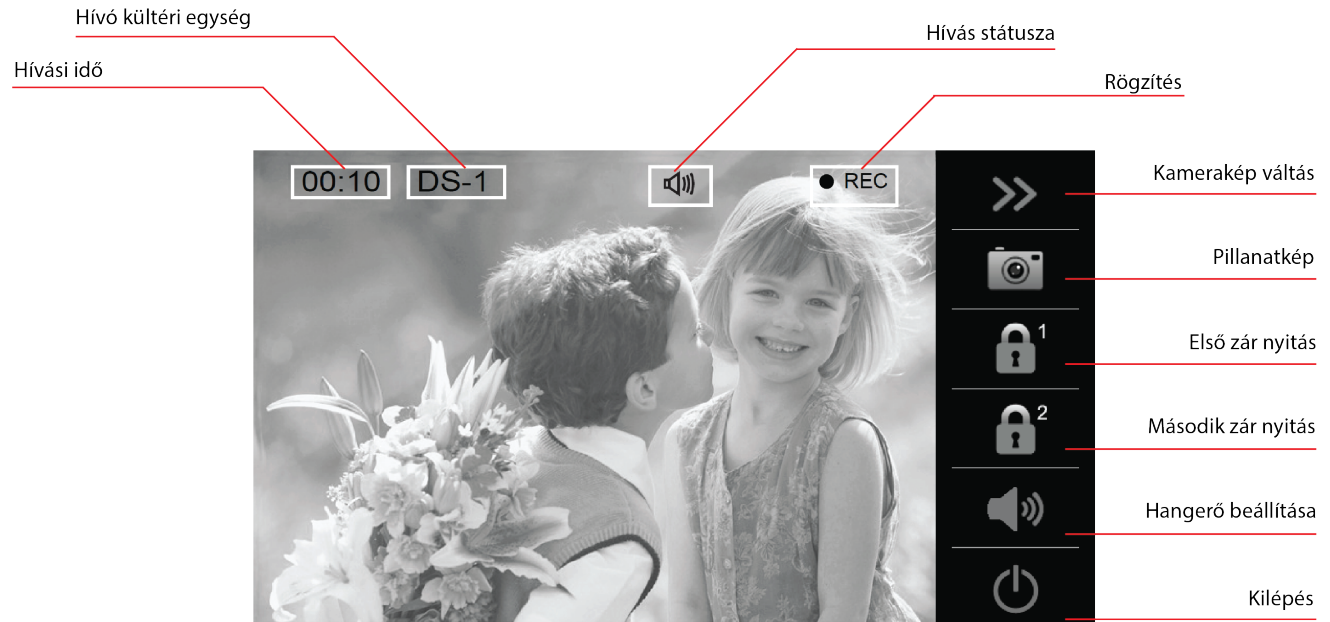 Hívó kültéri egység
Hívás státusza
Hívási idő
Rögzítés
00:10
DS-1
REC
Kamerakép váltás
Pillanatkép
1
Első zár nyitás
2
Második zár nyitás
Hangerő beállítása
Kilépés